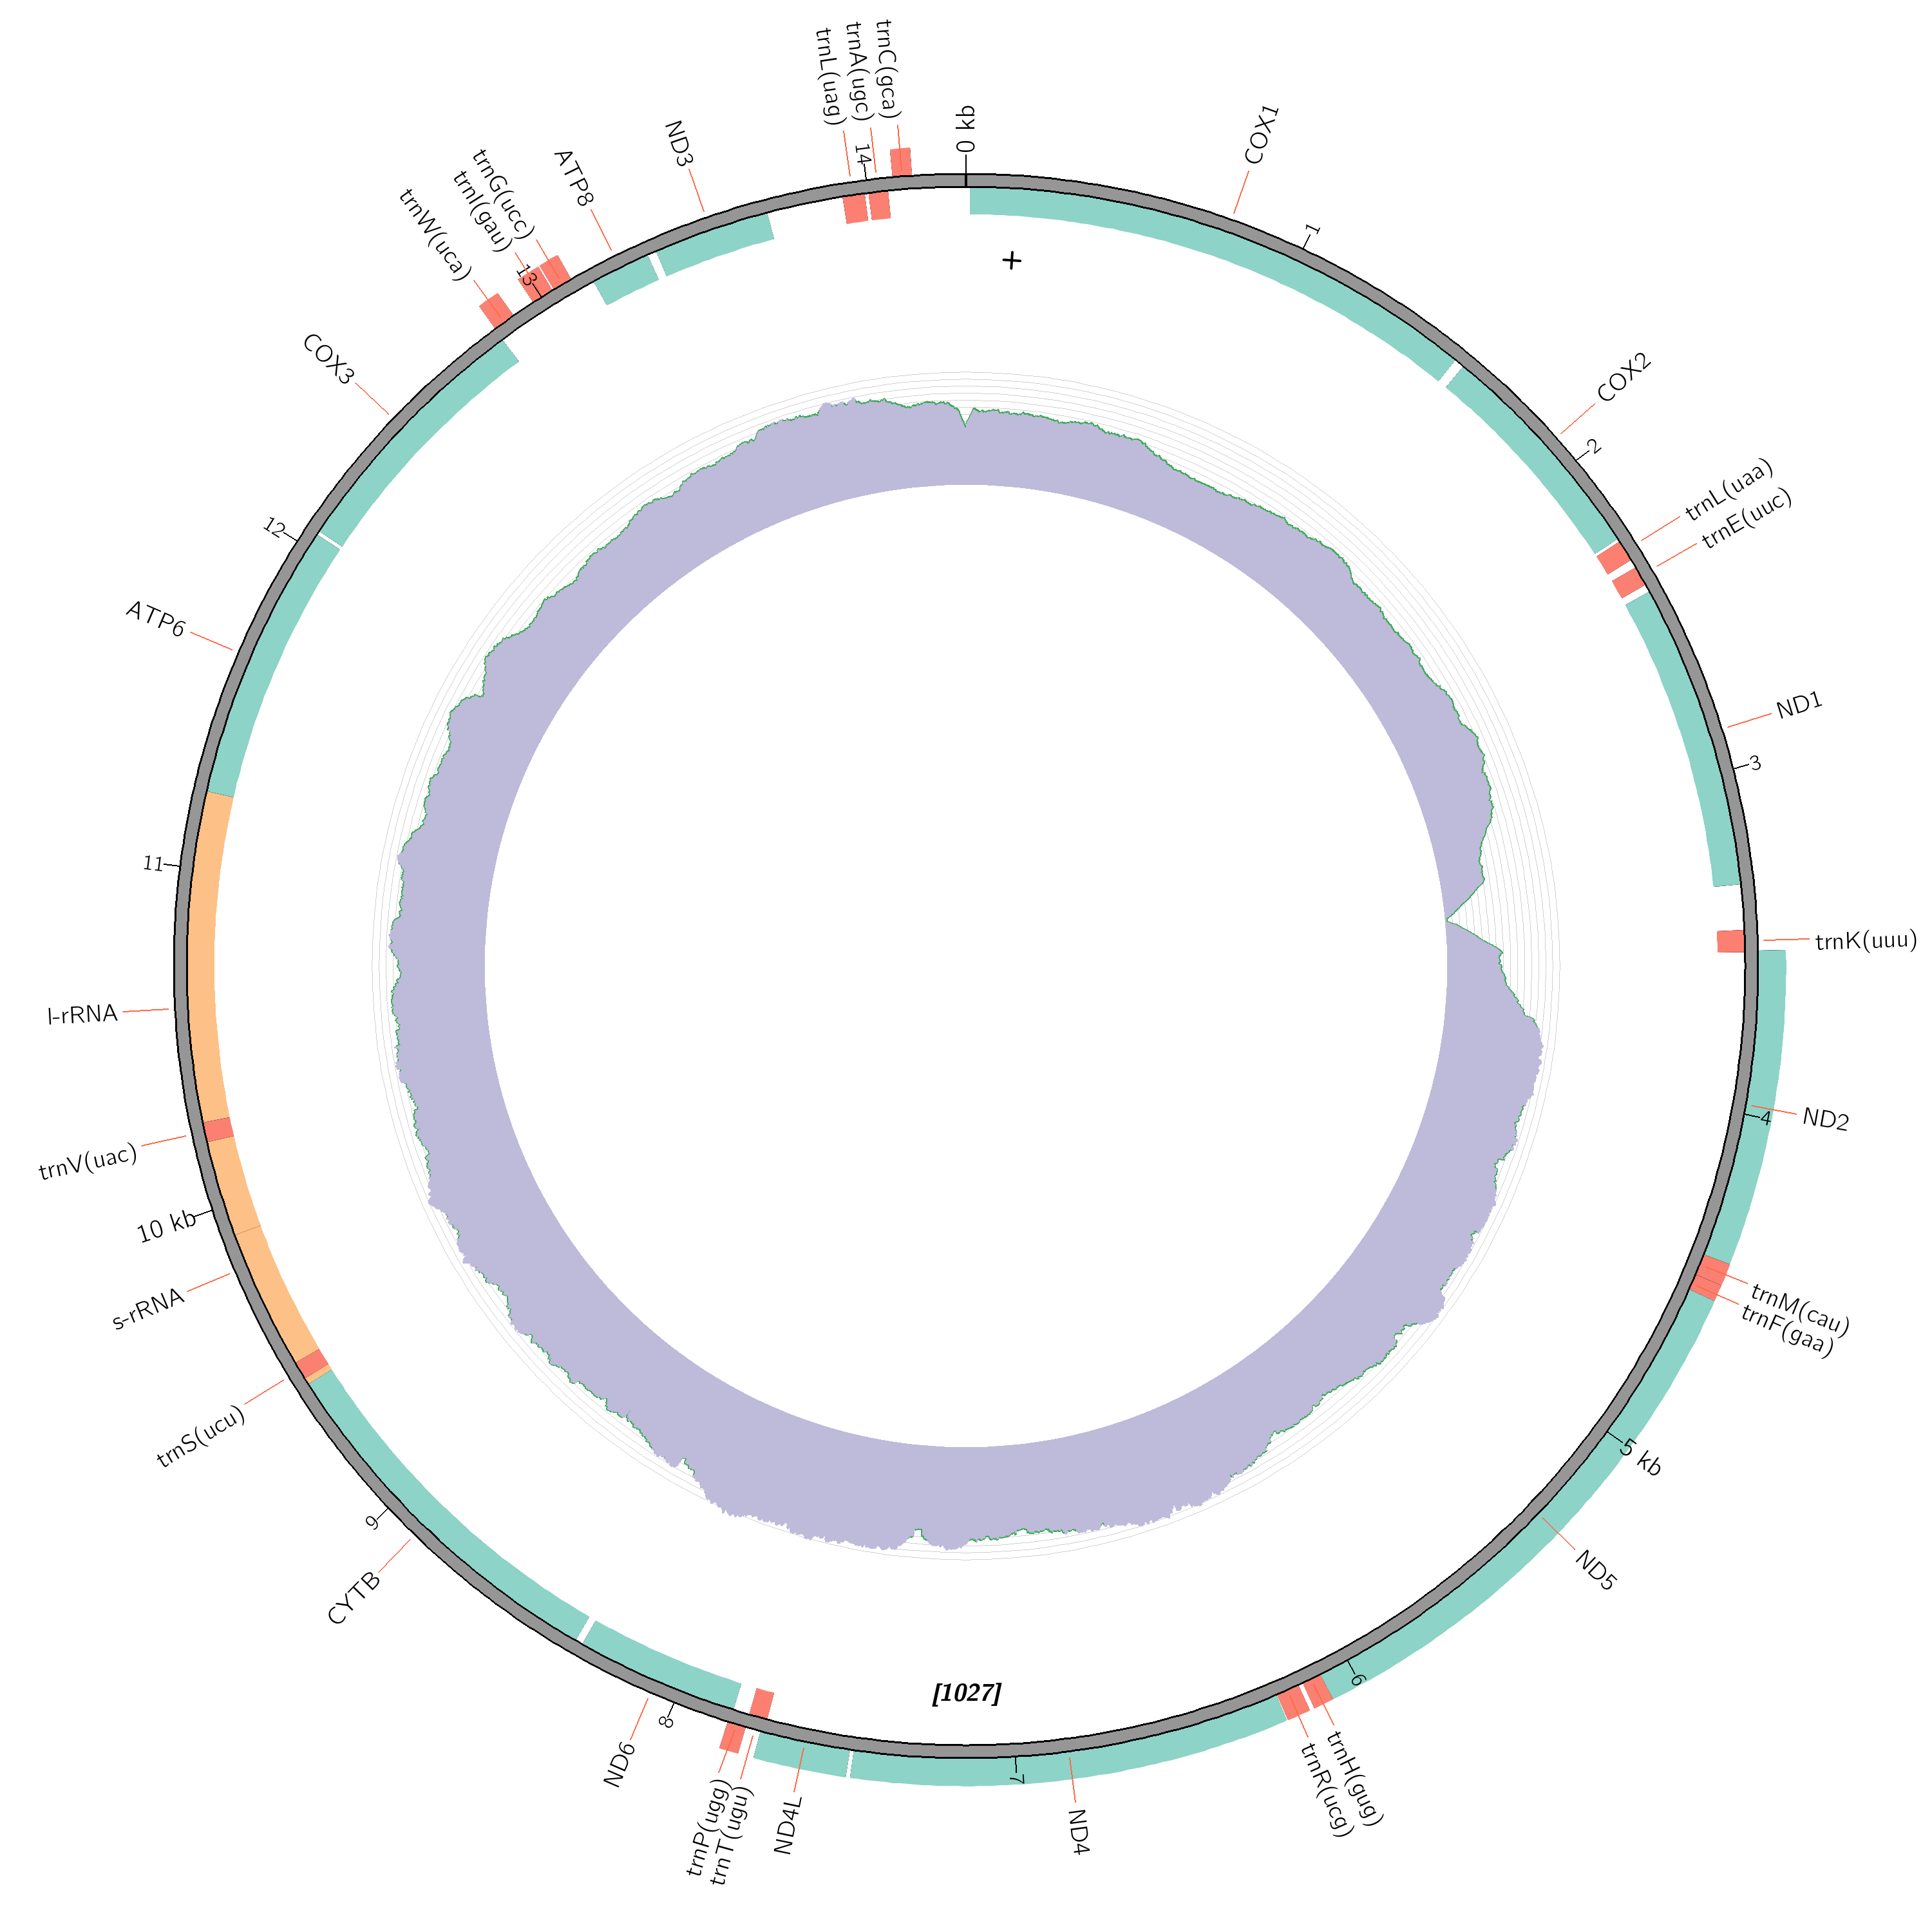 0 kb
COX1
1
COX2
2
trnL(uaa)
trnE(uuc)
ND1
3
trnK(uuu)
ND2
4
trnM(cau)
trnF(gaa)
5 kb
ND5
6
trnH(gug)
trnR(ucg)
ND4
7
ND4L
trnT(ugu)
trnP(ugg)
8
ND6
CYTB
9
trnS(ucu)
s-rRNA
10 kb
trnV(uac)
l-rRNA
11
ATP6
12
COX3
trnW(uca)
13
trnI(gau)
trnG(ucc)
ATP8
ND3
trnL(uag)
14
trnA(ugc)
trnC(gca)
+
[1027]